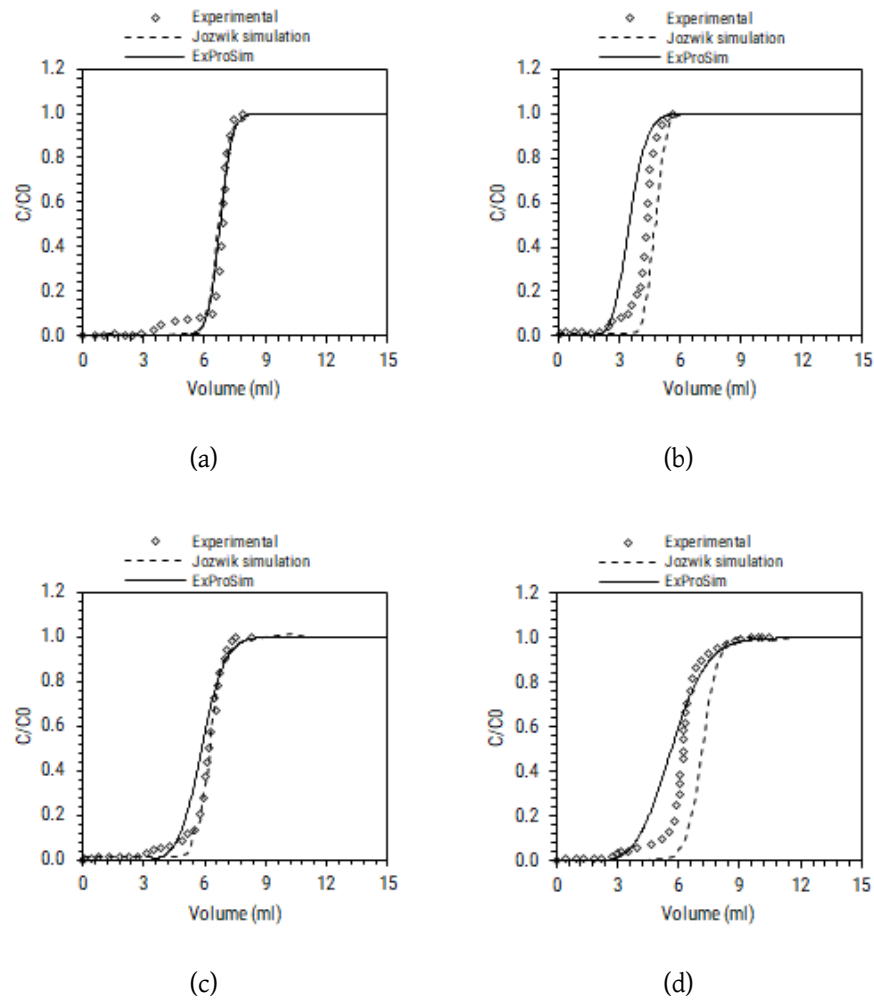 Experimental
Jozwik simulation
ExProSim
1.2
1.0
0.8
0.6
0.4
0.2
0.0
C/C0
0 3 6 9 12 15
Volume (ml)
(a)
Experimental
Jozwik simulation
ExProSim
1.2
1.0
0.8
0.6
0.4
0.2
0.0
C/C0
0 3 6 9 12 15
Volume (ml)
(b)
Experimental
Jozwik simulation
ExProSim
1.2
1.0
0.8
0.6
0.4
0.2
0.0
C/C0
0 3 6 9 12 15
Volume (ml)
(c)
Experimental
Jozwik simulation
ExProSim
1.2
1.0
0.8
0.6
0.4
0.2
0.0
C/C0
0 3 6 9 12 15
Volume (ml)
(d)